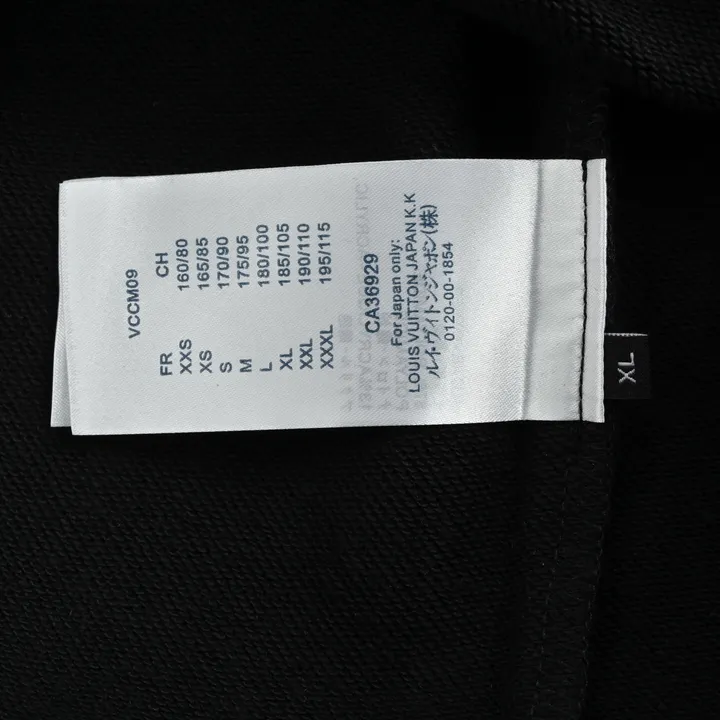 VCCM09
FR CH
XXS 160/80
XS 165/85
S 170/90
M 175/95
L 180/100
XL 185/105
XXL 190/110
XXXL 195/115
CA36929
For Japan only:
LOUIS VUITTON JAPAN K.K
ルイ・ヴィトンジャポン(株)
0120-00-1854
XL